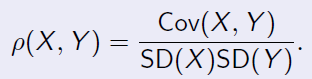 ρ(X, Y) = Cov(X, Y) / SD(X)SD(Y).